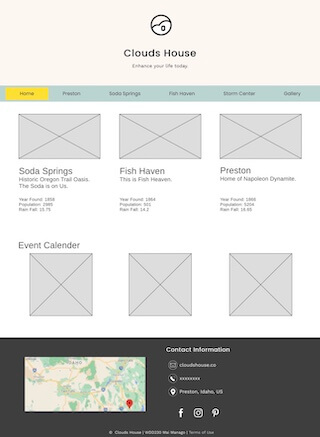 Clouds House
Enhance your life today.
Home Preston Soda Springs Fish Haven Storm Center Gallery
Soda Springs
Historic Oregon Trail Oasis.
The Soda is on Us.
Year Found: 1858
Population: 2985
Rain Fall: 15.75
Fish Haven
This is Fish Heaven.
Year Found: 1864
Population: 501
Rain Fall: 14.2
Preston
Home of Napoleon Dynamite.
Year Found: 1866
Population: 5204
Rain Fall: 16.65
Event Calender
Contact Information
cloudshouse.co
xxxxxxxx
Preston, Idaho, US
© Clouds House | WDD230 Mai Manago | Terms of Use